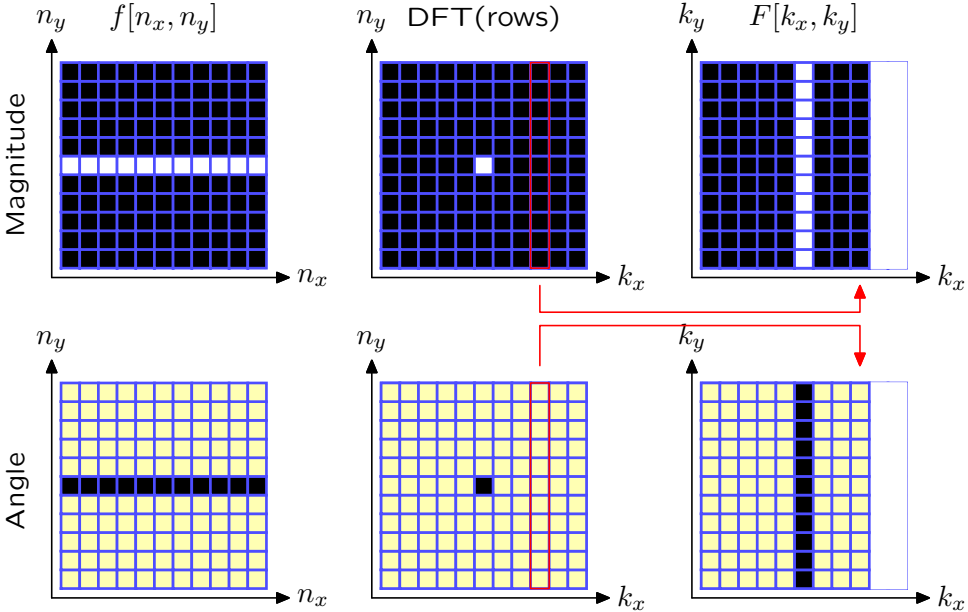 n_y f[n_x, n_y] n_y DFT(rows) k_y F[k_x, k_y]
Magnitude
n_x k_x k_x
n_y n_y k_y
Angle
n_x k_x k_x